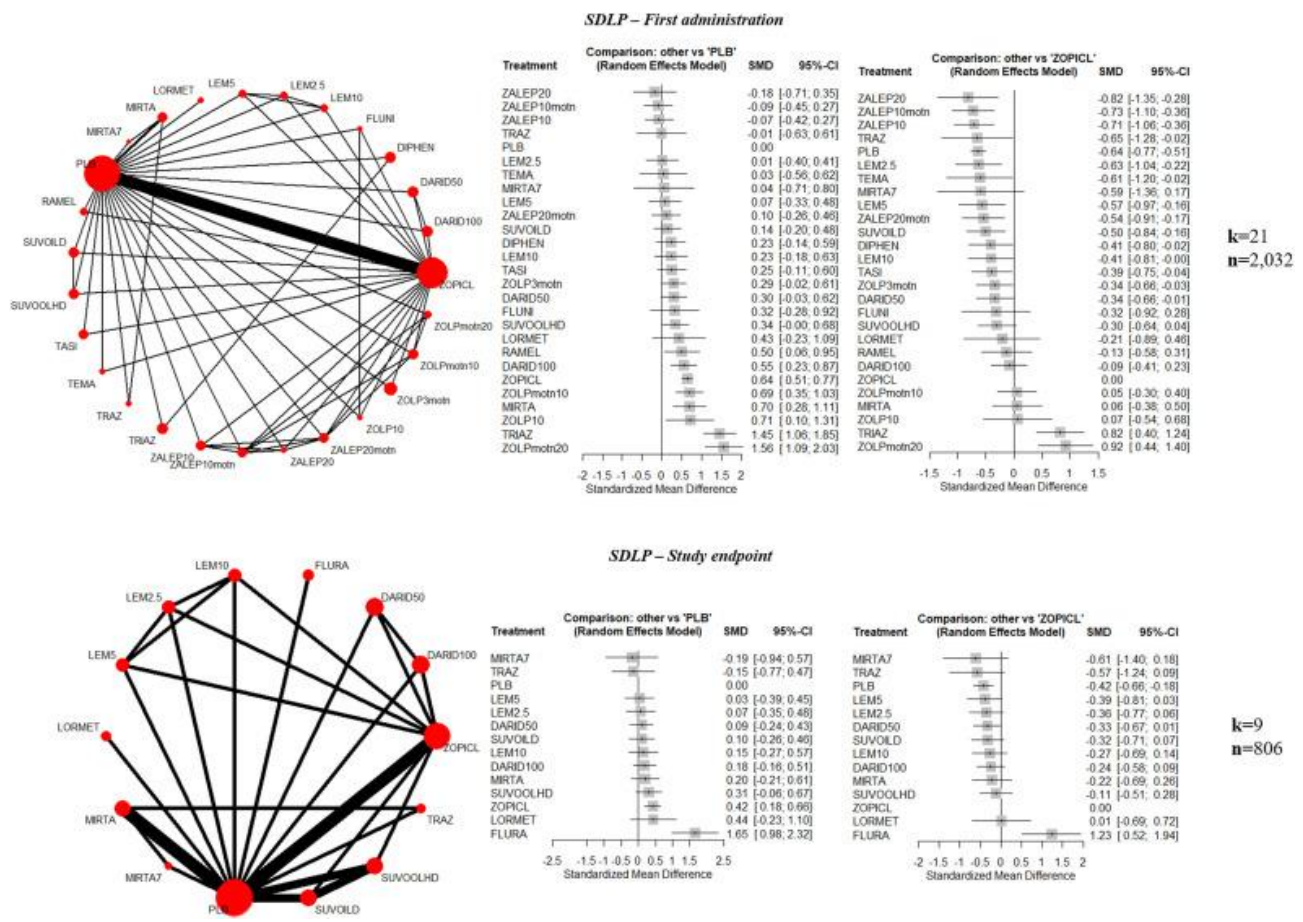 SDLP – First administration
LEM5
LEM2.5
LEM10
LORMET
MIRTA
FLUNI
MIRTA7
DIPHEN
PLB
DARID50
RAMEL
DARID100
SUVOILD
ZOPICL
SUVOOLHD
ZOLPmotn20
TASI
ZOLPmotn10
TEMA
ZOLP3motn
TRAZ
ZOLP10
TRIAZ
ZALEP20motn
ZALEP10
ZALEP10motn
ZALEP20
Comparison: other vs 'PLB'
Treatment (Random Effects Model) SMD 95%-CI
ZALEP20 -0.18 [-0.71; 0.35]
ZALEP10motn -0.09 [-0.45; 0.27]
ZALEP10 -0.07 [-0.42; 0.27]
TRAZ -0.01 [-0.63; 0.61]
PLB 0.00
LEM2.5 0.01 [-0.40; 0.41]
TEMA 0.03 [-0.56; 0.62]
MIRTA7 0.04 [-0.71; 0.80]
LEM5 0.07 [-0.33; 0.48]
ZALEP20motn 0.10 [-0.26; 0.46]
SUVOILD 0.14 [-0.20; 0.48]
DIPHEN 0.23 [-0.14; 0.59]
LEM10 0.23 [-0.18; 0.63]
TASI 0.25 [-0.11; 0.60]
ZOLP3motn 0.29 [-0.02; 0.61]
DARID50 0.30 [-0.03; 0.62]
FLUNI 0.32 [-0.28; 0.92]
SUVOOLHD 0.34 [-0.00; 0.68]
LORMET 0.43 [-0.23; 1.09]
RAMEL 0.50 [ 0.06; 0.95]
DARID100 0.55 [ 0.23; 0.87]
ZOPICL 0.64 [ 0.51; 0.77]
ZOLPmotn10 0.69 [ 0.35; 1.03]
MIRTA 0.70 [ 0.28; 1.11]
ZOLP10 0.71 [ 0.10; 1.31]
TRIAZ 1.45 [ 1.06; 1.85]
ZOLPmotn20 1.56 [ 1.09; 2.03]
-2 -1.5 -1 -0.5 0 0.5 1 1.5 2
Standardized Mean Difference
Comparison: other vs 'ZOPICL'
Treatment (Random Effects Model) SMD 95%-CI
ZALEP20 -0.82 [-1.35; -0.28]
ZALEP10motn -0.73 [-1.10; -0.36]
ZALEP10 -0.71 [-1.06; -0.36]
TRAZ -0.65 [-1.28; -0.02]
PLB -0.64 [-0.77; -0.51]
LEM2.5 -0.63 [-1.04; -0.22]
TEMA -0.61 [-1.20; -0.02]
MIRTA7 -0.59 [-1.36; 0.17]
LEM5 -0.57 [-0.97; -0.16]
ZALEP20motn -0.54 [-0.91; -0.17]
SUVOILD -0.50 [-0.84; -0.16]
DIPHEN -0.41 [-0.80; -0.02]
LEM10 -0.41 [-0.81; -0.00]
TASI -0.39 [-0.75; -0.04]
ZOLP3motn -0.34 [-0.66; -0.03]
DARID50 -0.34 [-0.66; -0.01]
FLUNI -0.32 [-0.92; 0.28]
SUVOOLHD -0.30 [-0.64; 0.04]
LORMET -0.21 [-0.89; 0.46]
RAMEL -0.13 [-0.58; 0.31]
DARID100 -0.09 [-0.41; 0.23]
ZOPICL 0.00
ZOLPmotn10 0.05 [-0.30; 0.40]
MIRTA 0.06 [-0.38; 0.50]
ZOLP10 0.07 [-0.54; 0.68]
TRIAZ 0.82 [ 0.40; 1.24]
ZOLPmotn20 0.92 [ 0.44; 1.40]
-1.5 -1 -0.5 0 0.5 1 1.5
Standardized Mean Difference
k=21
n=2,032
SDLP – Study endpoint
LEM10
FLURA
LEM2.5
DARID50
LEM5
DARID100
LORMET
ZOPICL
MIRTA
TRAZ
MIRTA7
SUVOOLHD
PLB
SUVOILD
Comparison: other vs 'PLB'
Treatment (Random Effects Model) SMD 95%-CI
MIRTA7 -0.19 [-0.94; 0.57]
TRAZ -0.15 [-0.77; 0.47]
PLB 0.00
LEM5 0.03 [-0.39; 0.45]
LEM2.5 0.07 [-0.35; 0.48]
DARID50 0.09 [-0.24; 0.43]
SUVOILD 0.10 [-0.26; 0.46]
LEM10 0.15 [-0.27; 0.57]
DARID100 0.18 [-0.16; 0.51]
MIRTA 0.20 [-0.21; 0.61]
SUVOOLHD 0.31 [-0.06; 0.67]
ZOPICL 0.42 [ 0.18; 0.66]
LORMET 0.44 [-0.23; 1.10]
FLURA 1.65 [ 0.98; 2.32]
-2.5 -1.5 -0.5 0 0.5 1.5 2.5
Standardized Mean Difference
Comparison: other vs 'ZOPICL'
Treatment (Random Effects Model) SMD 95%-CI
MIRTA7 -0.61 [-1.40; 0.18]
TRAZ -0.57 [-1.24; 0.09]
PLB -0.42 [-0.66; -0.18]
LEM5 -0.39 [-0.81; 0.03]
LEM2.5 -0.36 [-0.77; 0.06]
DARID50 -0.33 [-0.67; 0.01]
SUVOILD -0.32 [-0.71; 0.07]
LEM10 -0.27 [-0.69; 0.14]
DARID100 -0.24 [-0.58; 0.09]
MIRTA -0.22 [-0.69; 0.26]
SUVOOLHD -0.11 [-0.51; 0.28]
ZOPICL 0.00
LORMET 0.01 [-0.69; 0.72]
FLURA 1.23 [ 0.52; 1.94]
-2 -1.5 -1 -0.5 0 0.5 1 1.5 2
Standardized Mean Difference
k=9
n=806